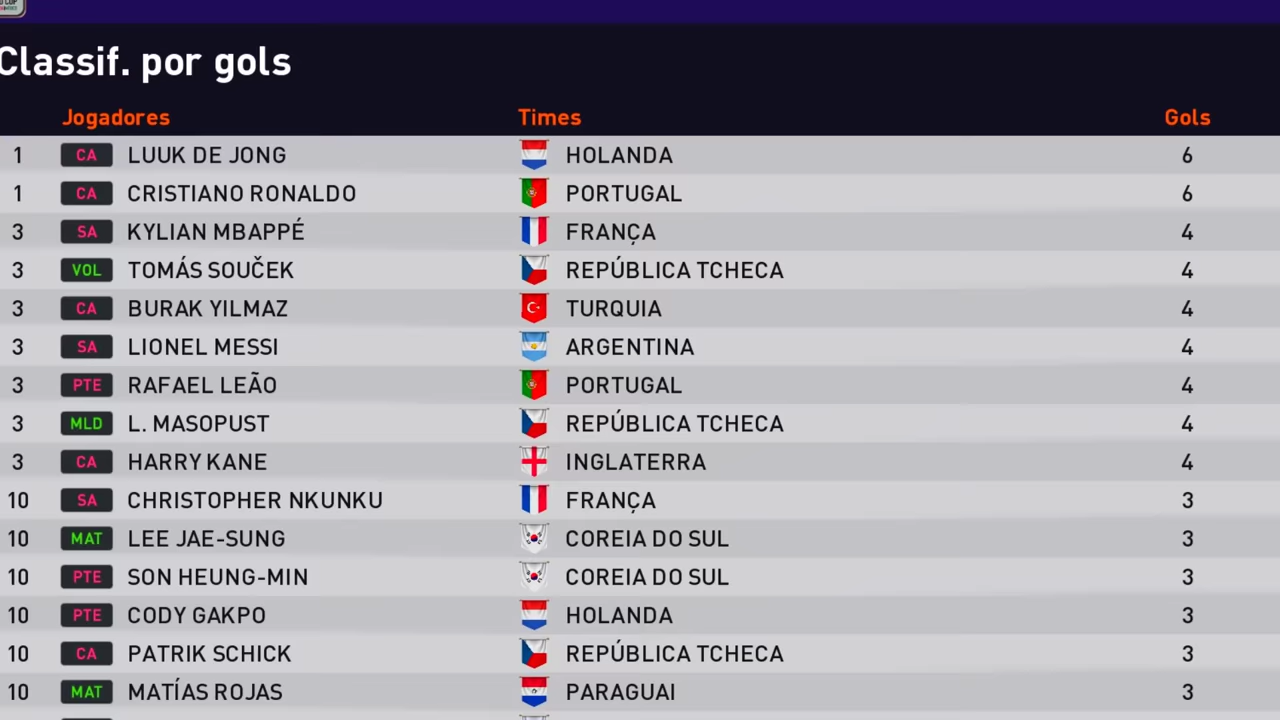 Classif. por gols
Jogadores Times Gols
1 CA LUUK DE JONG HOLANDA 6
1 CA CRISTIANO RONALDO PORTUGAL 6
3 SA KYLIAN MBAPPÉ FRANÇA 4
3 VOL TOMÁS SOUČEK REPÚBLICA TCHECA 4
3 CA BURAK YILMAZ TURQUIA 4
3 SA LIONEL MESSI ARGENTINA 4
3 PTE RAFAEL LEÃO PORTUGAL 4
3 MLD L. MASOPUST REPÚBLICA TCHECA 4
3 CA HARRY KANE INGLATERRA 4
10 SA CHRISTOPHER NKUNKU FRANÇA 3
10 MAT LEE JAE-SUNG COREIA DO SUL 3
10 PTE SON HEUNG-MIN COREIA DO SUL 3
10 PTE CODY GAKPO HOLANDA 3
10 CA PATRIK SCHICK REPÚBLICA TCHECA 3
10 MAT MATÍAS ROJAS PARAGUAI 3